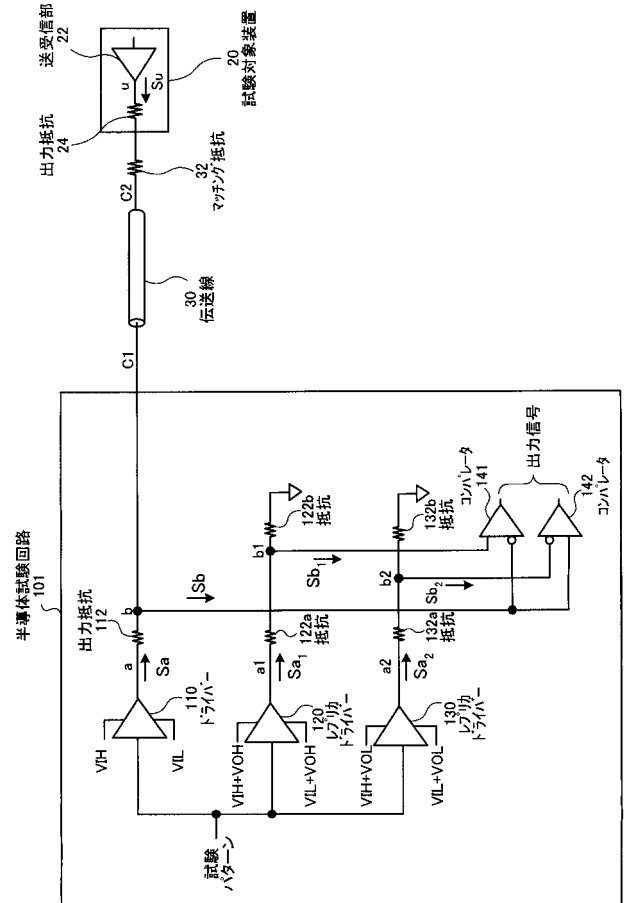 半導体試験回路
101
試験
パターン
VIH
VIL
110
ドライバー
a
Sa
出力抵抗
112
b
Sb
VIH+VOH
VIL+VOH
120
レプリカ
ドライバー
a1
Sa1
122a
抵抗
b1
Sb1
122b
抵抗
VIH+VOL
VIL+VOL
130
レプリカ
ドライバー
a2
Sa2
132a
抵抗
b2
Sb2
132b
抵抗
コンパレータ
141
142
コンパレータ
出力信号
C1
30
伝送線
C2
32
マッチング抵抗
出力抵抗
24
u
Su
送受信部
22
20
試験対象装置